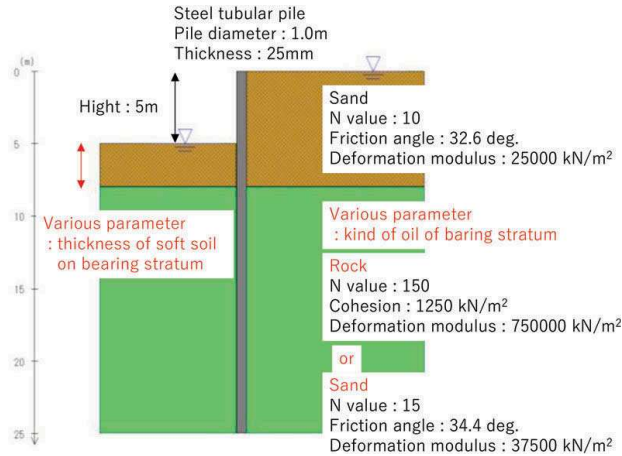 Steel tubular pile
Pile diameter : 1.0m
Thickness : 25mm
(m)
0
5
10
15
20
25
Hight : 5m
Sand
N value : 10
Friction angle : 32.6 deg.
Deformation modulus : 25000 kN/m²
Various parameter
: thickness of soft soil
on bearing stratum
Various parameter
: kind of oil of baring stratum
Rock
N value : 150
Cohesion : 1250 kN/m²
Deformation modulus : 750000 kN/m²
or
Sand
N value : 15
Friction angle : 34.4 deg.
Deformation modulus : 37500 kN/m²